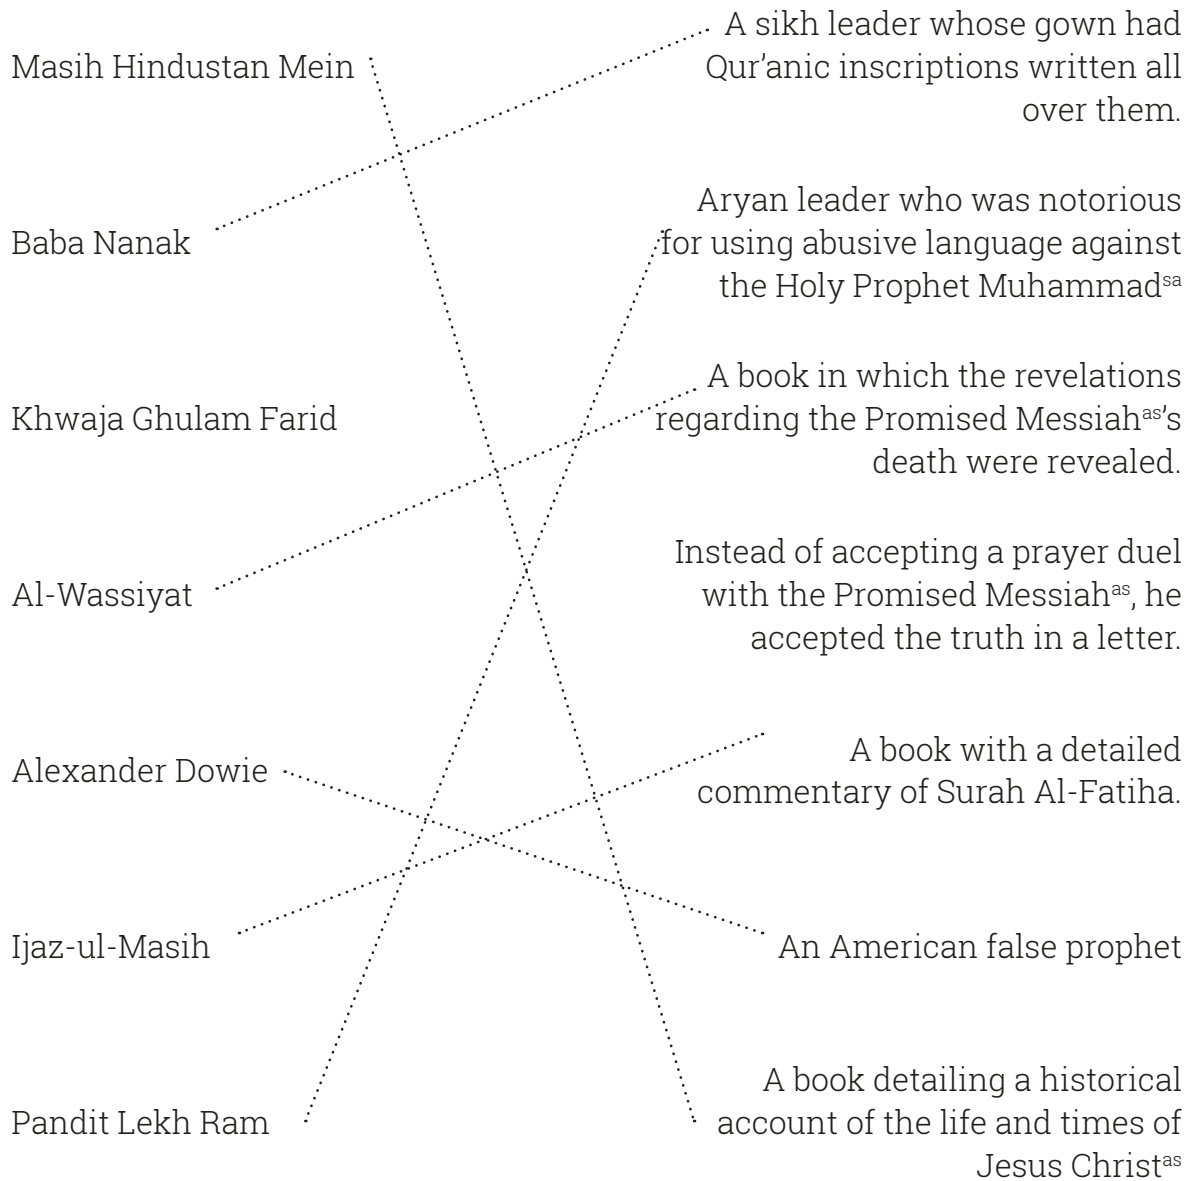 Masih Hindustan Mein
Baba Nanak
Khwaja Ghulam Farid
Al-Wassiyat
Alexander Dowie
Ijaz-ul-Masih
Pandit Lekh Ram
A sikh leader whose gown had
Qur’anic inscriptions written all
over them.
Aryan leader who was notorious
for using abusive language against
the Holy Prophet Muhammadsa
A book in which the revelations
regarding the Promised Messiahas’s
death were revealed.
Instead of accepting a prayer duel
with the Promised Messiahas, he
accepted the truth in a letter.
A book with a detailed
commentary of Surah Al-Fatiha.
An American false prophet
A book detailing a historical
account of the life and times of
Jesus Christas